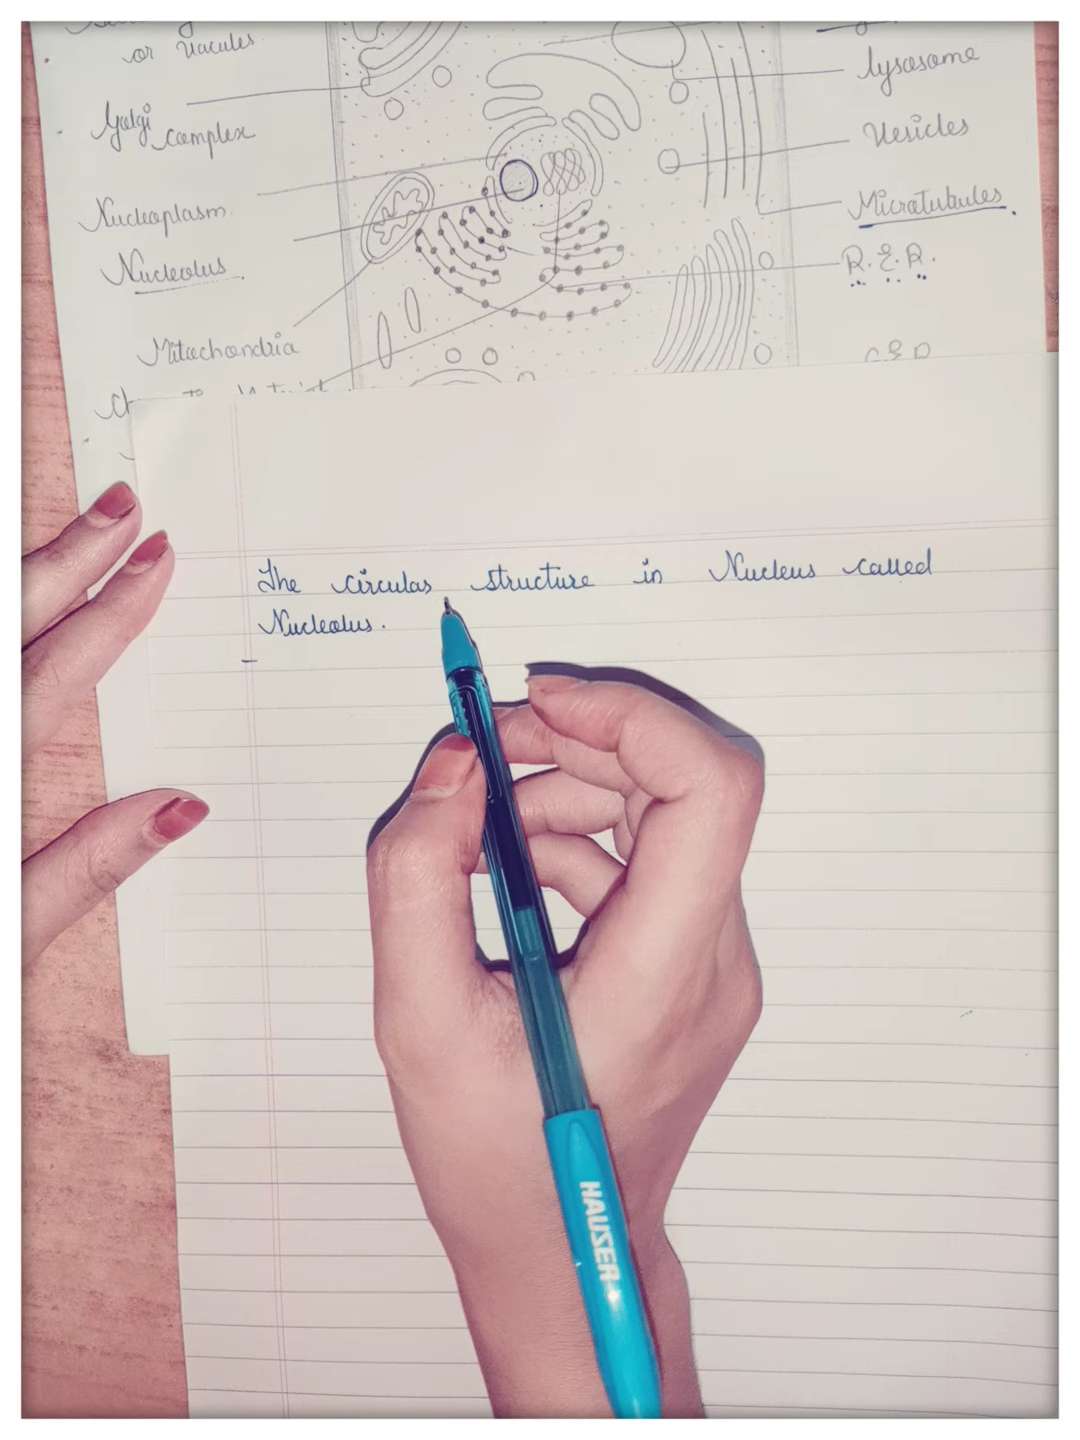 or Vacules
Golgi
complex
Nucleoplasm
Nucleolus.
Mitochondria
Lysosome
Vesicles
Microtubules.
R.E.R.
The circulas structure in Nucleus called
Nucleolus.
HAUSER